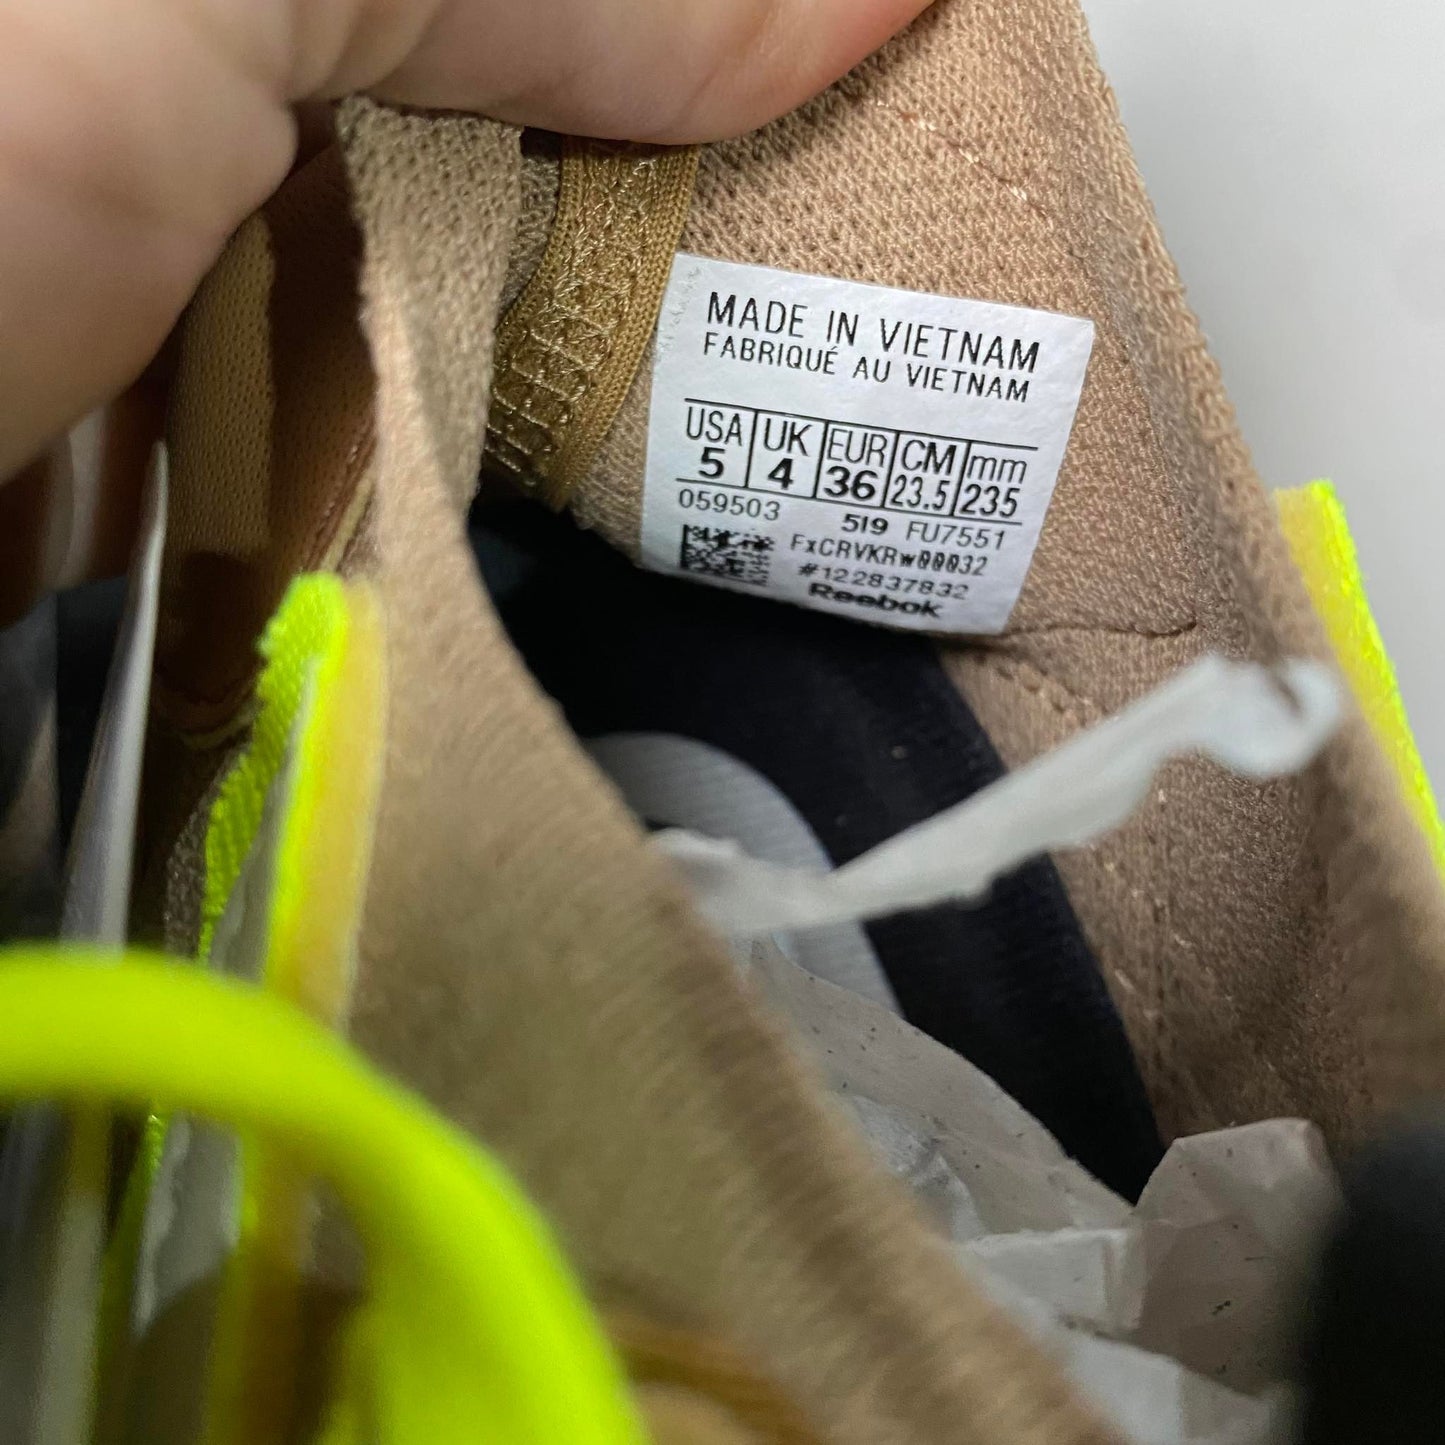 MADE IN VIETNAM
FABRIQUÉ AU VIETNAM
USA UK EUR CM mm
5 4 36 23.5 235
059503 519 FU7551
FxCRVKRw00032
#122837832
Reebok